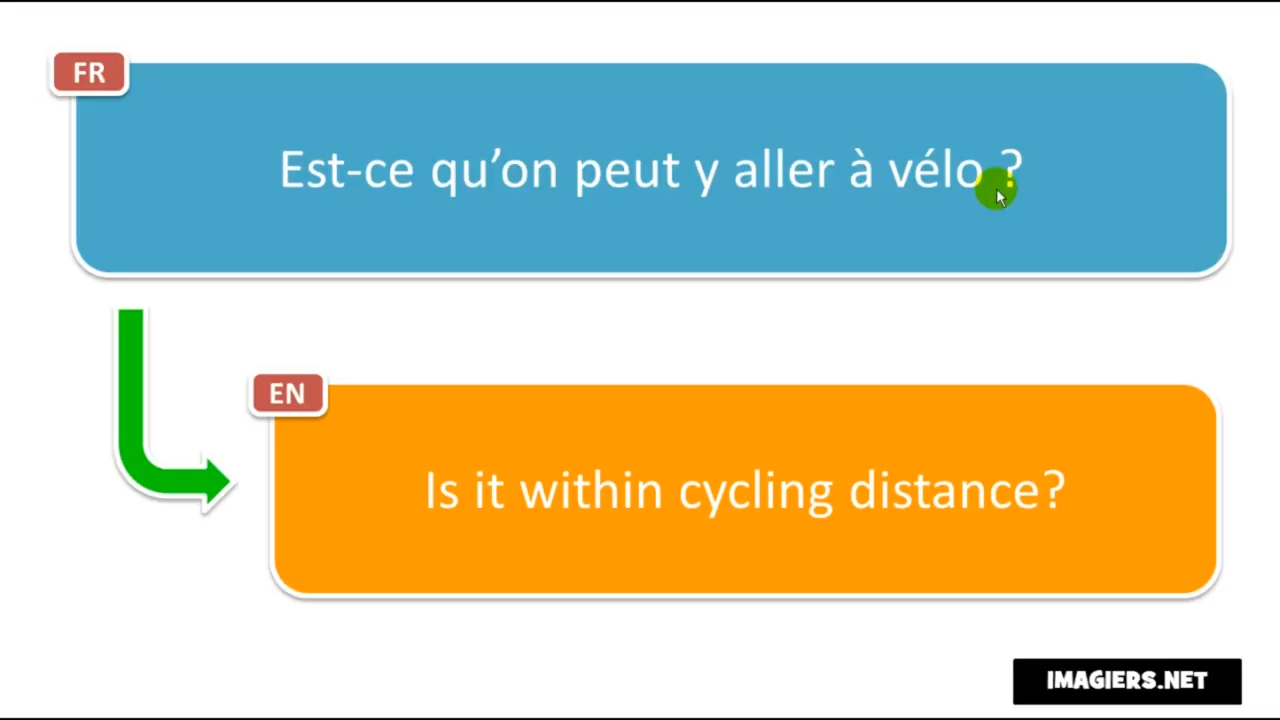 FR
Est-ce qu’on peut y aller à vélo ?
EN
Is it within cycling distance?
IMAGIERS.NET